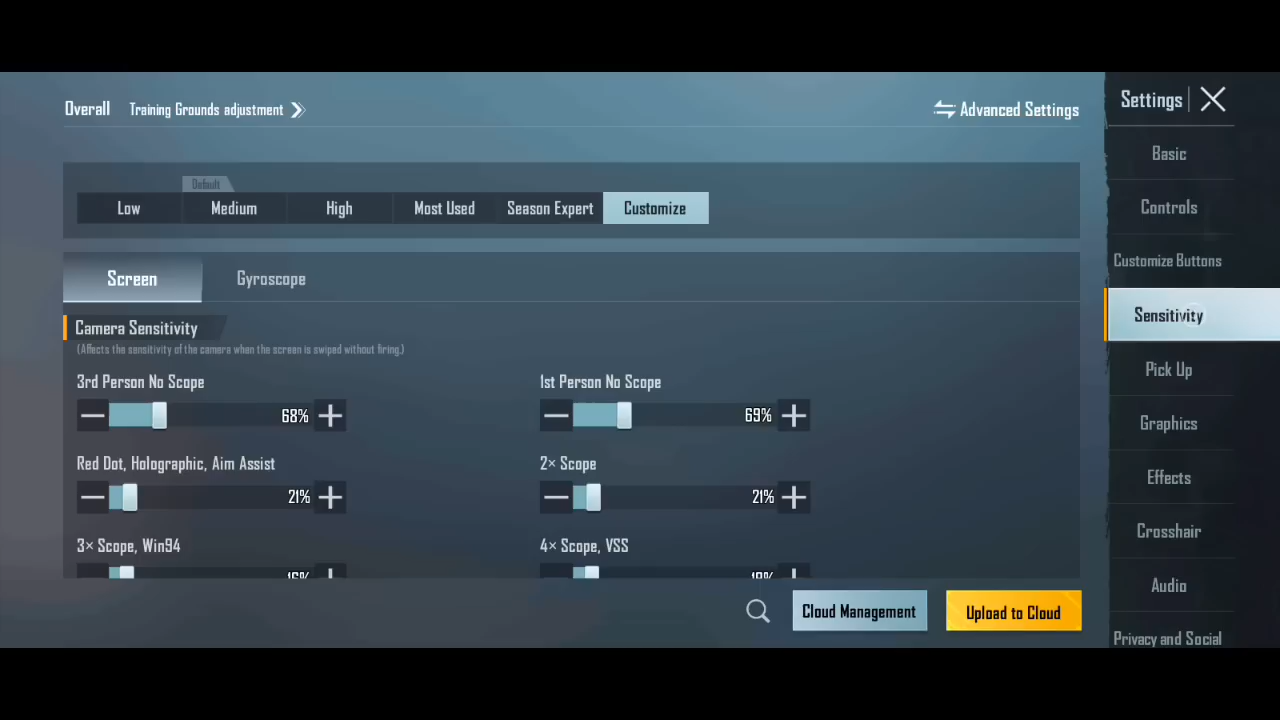 Overall Training Grounds adjustment Advanced Settings
Settings
Basic
Controls
Customize Buttons
Sensitivity
Pick Up
Graphics
Effects
Crosshair
Audio
Privacy and Social
Default
Low Medium High Most Used Season Expert Customize
Screen Gyroscope
Camera Sensitivity
(Affects the sensitivity of the camera when the screen is swiped without firing.)
3rd Person No Scope 1st Person No Scope
68% 69%
Red Dot, Holographic, Aim Assist 2× Scope
21% 21%
3× Scope, Win94 4× Scope, VSS
Cloud Management Upload to Cloud